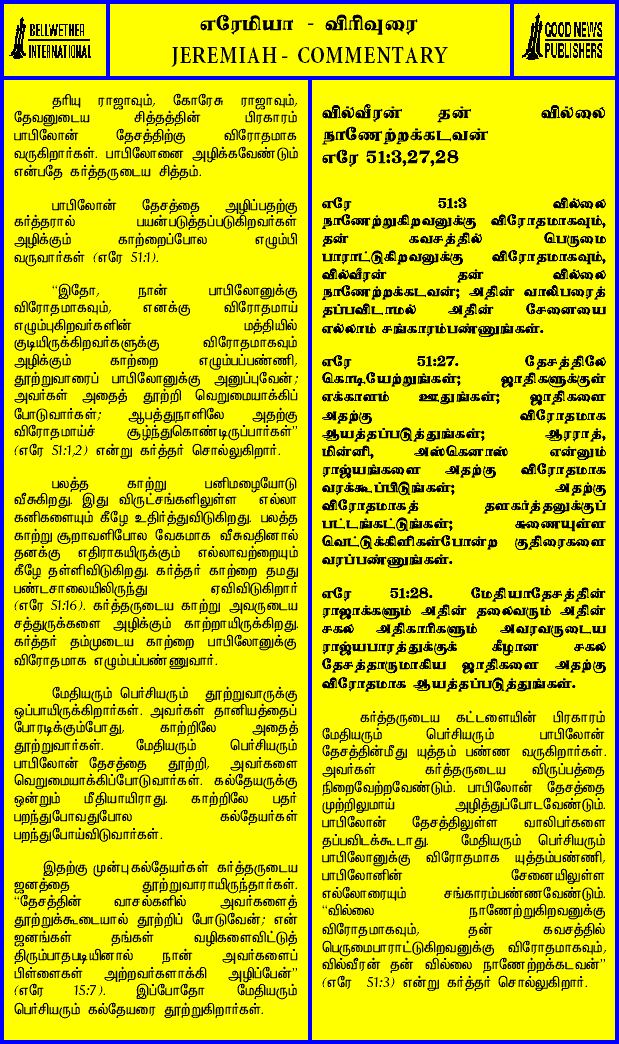 BELLWETHER
INTERNATIONAL
எரேமியா - விரிவுரை
JEREMIAH - COMMENTARY
GOOD NEWS
PUBLISHERS
தரியு ராஜாவும், கோரேசு ராஜாவும்,
தேவனுடைய சித்தத்தின் பிரகாரம்
பாபிலோன் தேசத்திற்கு விரோதமாக
வருகிறார்கள். பாபிலோனை அழிக்கவேண்டும்
என்பதே கர்த்தருடைய சித்தம்.
பாபிலோன் தேசத்தை அழிப்பதற்கு
கர்த்தரால் பயன்படுத்தப்படுகிறவர்கள்
அழிக்கும் காற்றைப்போல எழும்பி
வருவார்கள் (எரே 51:1).
"இதோ, நான் பாபிலோனுக்கு
விரோதமாகவும், எனக்கு விரோதமாய்
எழும்புகிறவர்களின் மத்தியில்
குடியிருக்கிறவர்களுக்கு விரோதமாகவும்
அழிக்கும் காற்றை எழும்பப்பண்ணி,
தூற்றுவாரைப் பாபிலோனுக்கு அனுப்புவேன்;
அவர்கள் அதைத் தூற்றி வெறுமையாக்கிப்
போடுவார்கள்; ஆபத்துநாளிலே அதற்கு
விரோதமாய்ச் சூழ்ந்துகொண்டிருப்பார்கள்"
(எரே 51:1,2) என்று கர்த்தர் சொல்லுகிறார்.
பலத்த காற்று பனிமழையோடு
வீசுகிறது. இது விருட்சங்களிலுள்ள எல்லா
கனிகளையும் கீழே உதிர்த்துவிடுகிறது. பலத்த
காற்று சூறாவளிபோல வேகமாக வீசுவதினால்
தனக்கு எதிராகயிருக்கும் எல்லாவற்றையும்
கீழே தள்ளிவிடுகிறது. கர்த்தர் காற்றை தமது
பண்டசாலையிலிருந்து ஏவிவிடுகிறார்
(எரே 51:16). கர்த்தருடைய காற்று அவருடைய
சத்துருக்களை அழிக்கும் காற்றாயிருக்கிறது.
கர்த்தர் தம்முடைய காற்றை பாபிலோனுக்கு
விரோதமாக எழும்பப்பண்ணுவார்.
மேதியரும் பெர்சியரும் தூற்றுவாருக்கு
ஒப்பாயிருக்கிறார்கள். அவர்கள் தானியத்தைப்
போரடிக்கும்போது, காற்றிலே அதைத்
தூற்றுவார்கள். மேதியரும் பெர்சியரும்
பாபிலோன் தேசத்தை தூற்றி, அவர்களை
வெறுமையாக்கிப்போடுவார்கள். கல்தேயருக்கு
ஒன்றும் மீதியாயிராது. காற்றிலே பதர்
பறந்துபோவதுபோல கல்தேயர்கள்
பறந்துபோய்விடுவார்கள்.
இதற்கு முன்புகல்தேயர்கள் கர்த்தருடைய
ஜனத்தை தூற்றுவாராயிருந்தார்கள்.
"தேசத்தின் வாசல்களில் அவர்களைத்
தூற்றுக்கூடையால் தூற்றிப் போடுவேன்; என்
ஜனங்கள் தங்கள் வழிகளைவிட்டுத்
திரும்பாதபடியினால் நான் அவர்களைப்
பிள்ளைகள் அற்றவர்களாக்கி அழிப்பேன்"
(எரே 15:7). இப்போதோ மேதியரும்
பெர்சியரும் கல்தேயரை தூற்றுகிறார்கள்.
வில்வீரன் தன் வில்லை
நாணேற்றக்கடவன்
எரே 51:3,27,28
எரே 51:3 வில்லை
நாணேற்றுகிறவனுக்கு விரோதமாகவும்,
தன் கவசத்தில் பெருமை
பாராட்டுகிறவனுக்கு விரோதமாகவும்,
வில்வீரன் தன் வில்லை
நாணேற்றக்கடவன்; அதின் வாலிபரைத்
தப்பவிடாமல் அதின் சேனையை
எல்லாம் சங்காரம்பண்ணுங்கள்.
எரே 51:27. தேசத்திலே
கொடியேற்றுங்கள்; ஜாதிகளுக்குள்
எக்காளம் ஊதுங்கள்; ஜாதிகளை
அதற்கு விரோதமாக
ஆயத்தப்படுத்துங்கள்; ஆரராத்,
மின்னி, அஸ்கெனாஸ் என்னும்
ராஜ்யங்களை அதற்கு விரோதமாக
வரக்கூப்பிடுங்கள்; அதற்கு
விரோதமாகத் தளகர்த்தனுக்குப்
பட்டங்கட்டுங்கள்; சுணையுள்ள
வெட்டுக்கிளிகள்போன்ற குதிரைகளை
வரப்பண்ணுங்கள்.
எரே 51:28. மேதியாதேசத்தின்
ராஜாக்களும் அதின் தலைவரும் அதின்
சகல அதிகாரிகளும் அவரவருடைய
ராஜ்யபாரத்துக்குக் கீழான சகல
தேசத்தாருமாகிய ஜாதிகளை அதற்கு
விரோதமாக ஆயத்தப்படுத்துங்கள்.
கர்த்தருடைய கட்டளையின் பிரகாரம்
மேதியரும் பெர்சியரும் பாபிலோன்
தேசத்தின்மீது யுத்தம் பண்ண வருகிறார்கள்.
அவர்கள் கர்த்தருடைய விருப்பத்தை
நிறைவேற்றவேண்டும். பாபிலோன் தேசத்தை
முற்றிலுமாய் அழித்துப்போடவேண்டும்.
பாபிலோன் தேசத்திலுள்ள வாலிபர்களை
தப்பவிடக்கூடாது. மேதியரும் பெர்சியரும்
பாபிலோனுக்கு விரோதமாக யுத்தம்பண்ணி,
பாபிலோனின் சேனையிலுள்ள
எல்லோரையும் சங்காரம்பண்ணவேண்டும்.
"வில்லை நாணேற்றுகிறவனுக்கு
விரோதமாகவும், தன் கவசத்தில்
பெருமைபாராட்டுகிறவனுக்கு விரோதமாகவும்,
வில்வீரன் தன் வில்லை நாணேற்றக்கடவன்"
(எரே 51:3) என்று கர்த்தர் சொல்லுகிறார்.